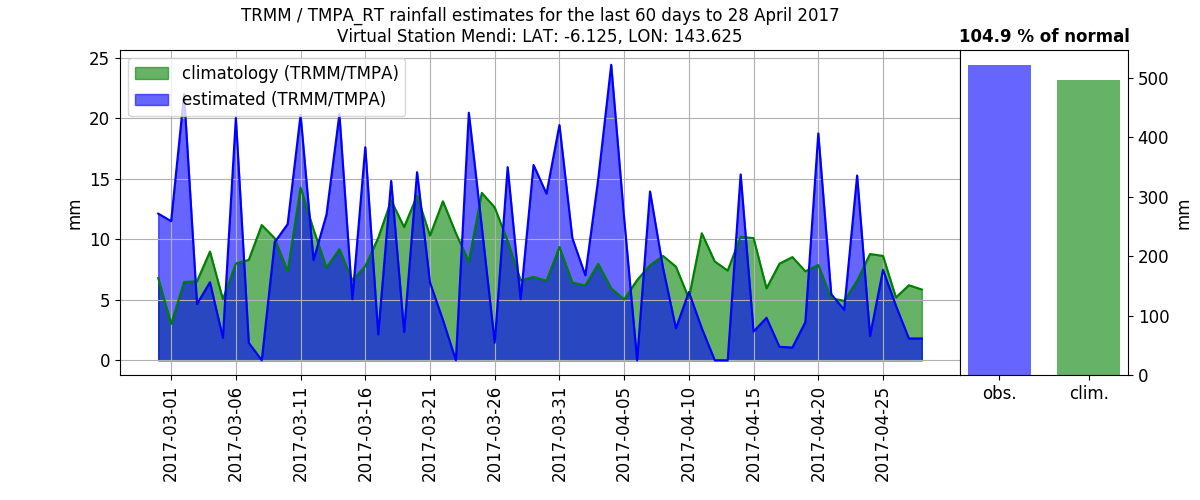 TRMM / TMPA_RT rainfall estimates for the last 60 days to 28 April 2017
Virtual Station Mendi: LAT: -6.125, LON: 143.625
104.9 % of normal
climatology (TRMM/TMPA)
estimated (TRMM/TMPA)
25
20
15
10
5
0
mm
2017-03-01
2017-03-06
2017-03-11
2017-03-16
2017-03-21
2017-03-26
2017-03-31
2017-04-05
2017-04-10
2017-04-15
2017-04-20
2017-04-25
500
400
300
200
100
0
mm
obs.
clim.